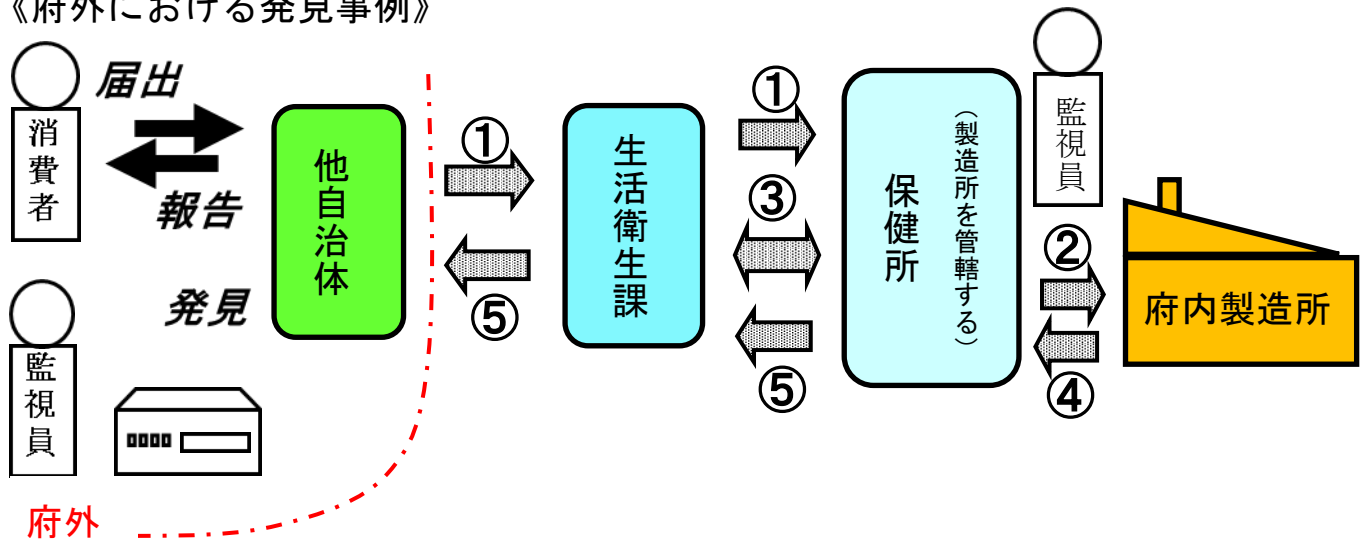 《府外における発見事例》
届出
消費者
報告
他自治体
①
⑤
生活衛生課
①
③
⑤
保健所
（製造所を管轄する）
監視員
②
④
府内製造所
発見
監視員
府外